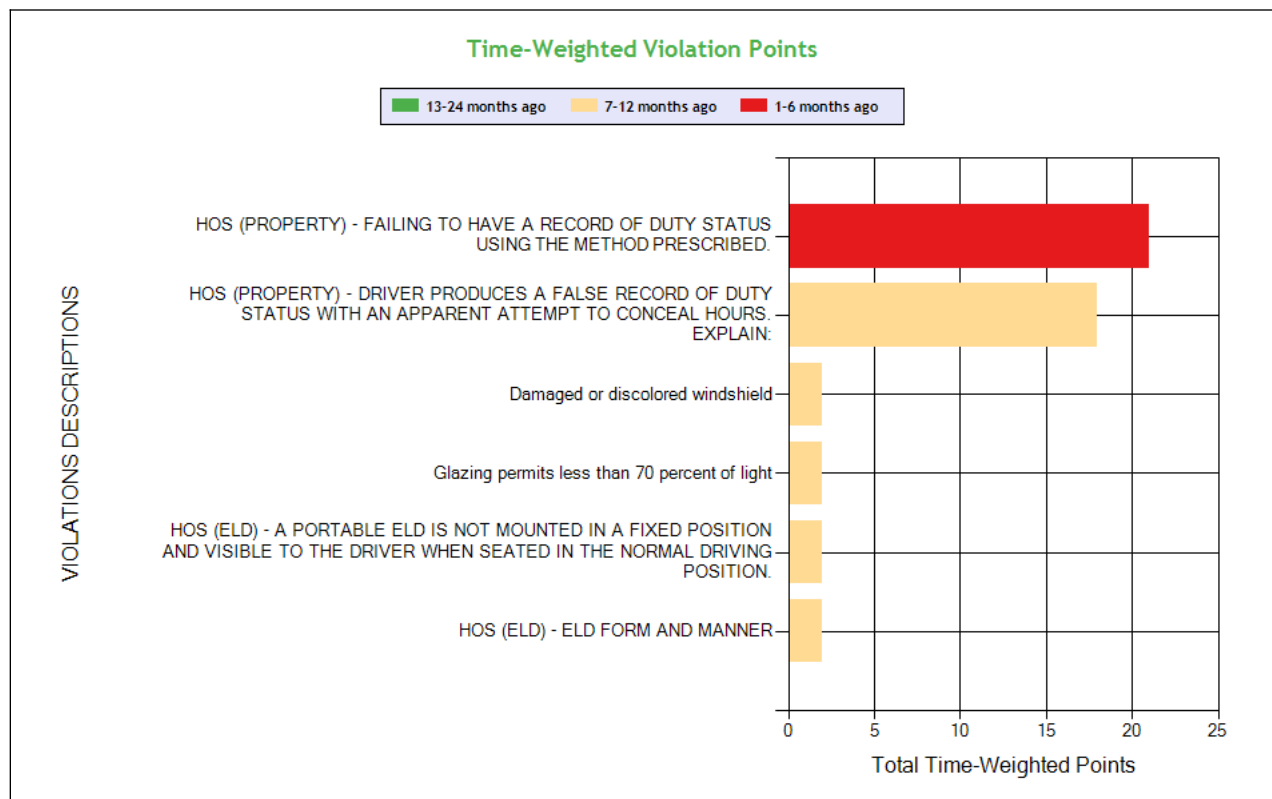 Time-Weighted Violation Points
13-24 months ago 7-12 months ago 1-6 months ago
VIOLATIONS DESCRIPTIONS
HOS (PROPERTY) - FAILING TO HAVE A RECORD OF DUTY STATUS
USING THE METHOD PRESCRIBED.
HOS (PROPERTY) - DRIVER PRODUCES A FALSE RECORD OF DUTY
STATUS WITH AN APPARENT ATTEMPT TO CONCEAL HOURS.
EXPLAIN:
Damaged or discolored windshield
Glazing permits less than 70 percent of light
HOS (ELD) - A PORTABLE ELD IS NOT MOUNTED IN A FIXED POSITION
AND VISIBLE TO THE DRIVER WHEN SEATED IN THE NORMAL DRIVING
POSITION.
HOS (ELD) - ELD FORM AND MANNER
0 5 10 15 20 25
Total Time-Weighted Points